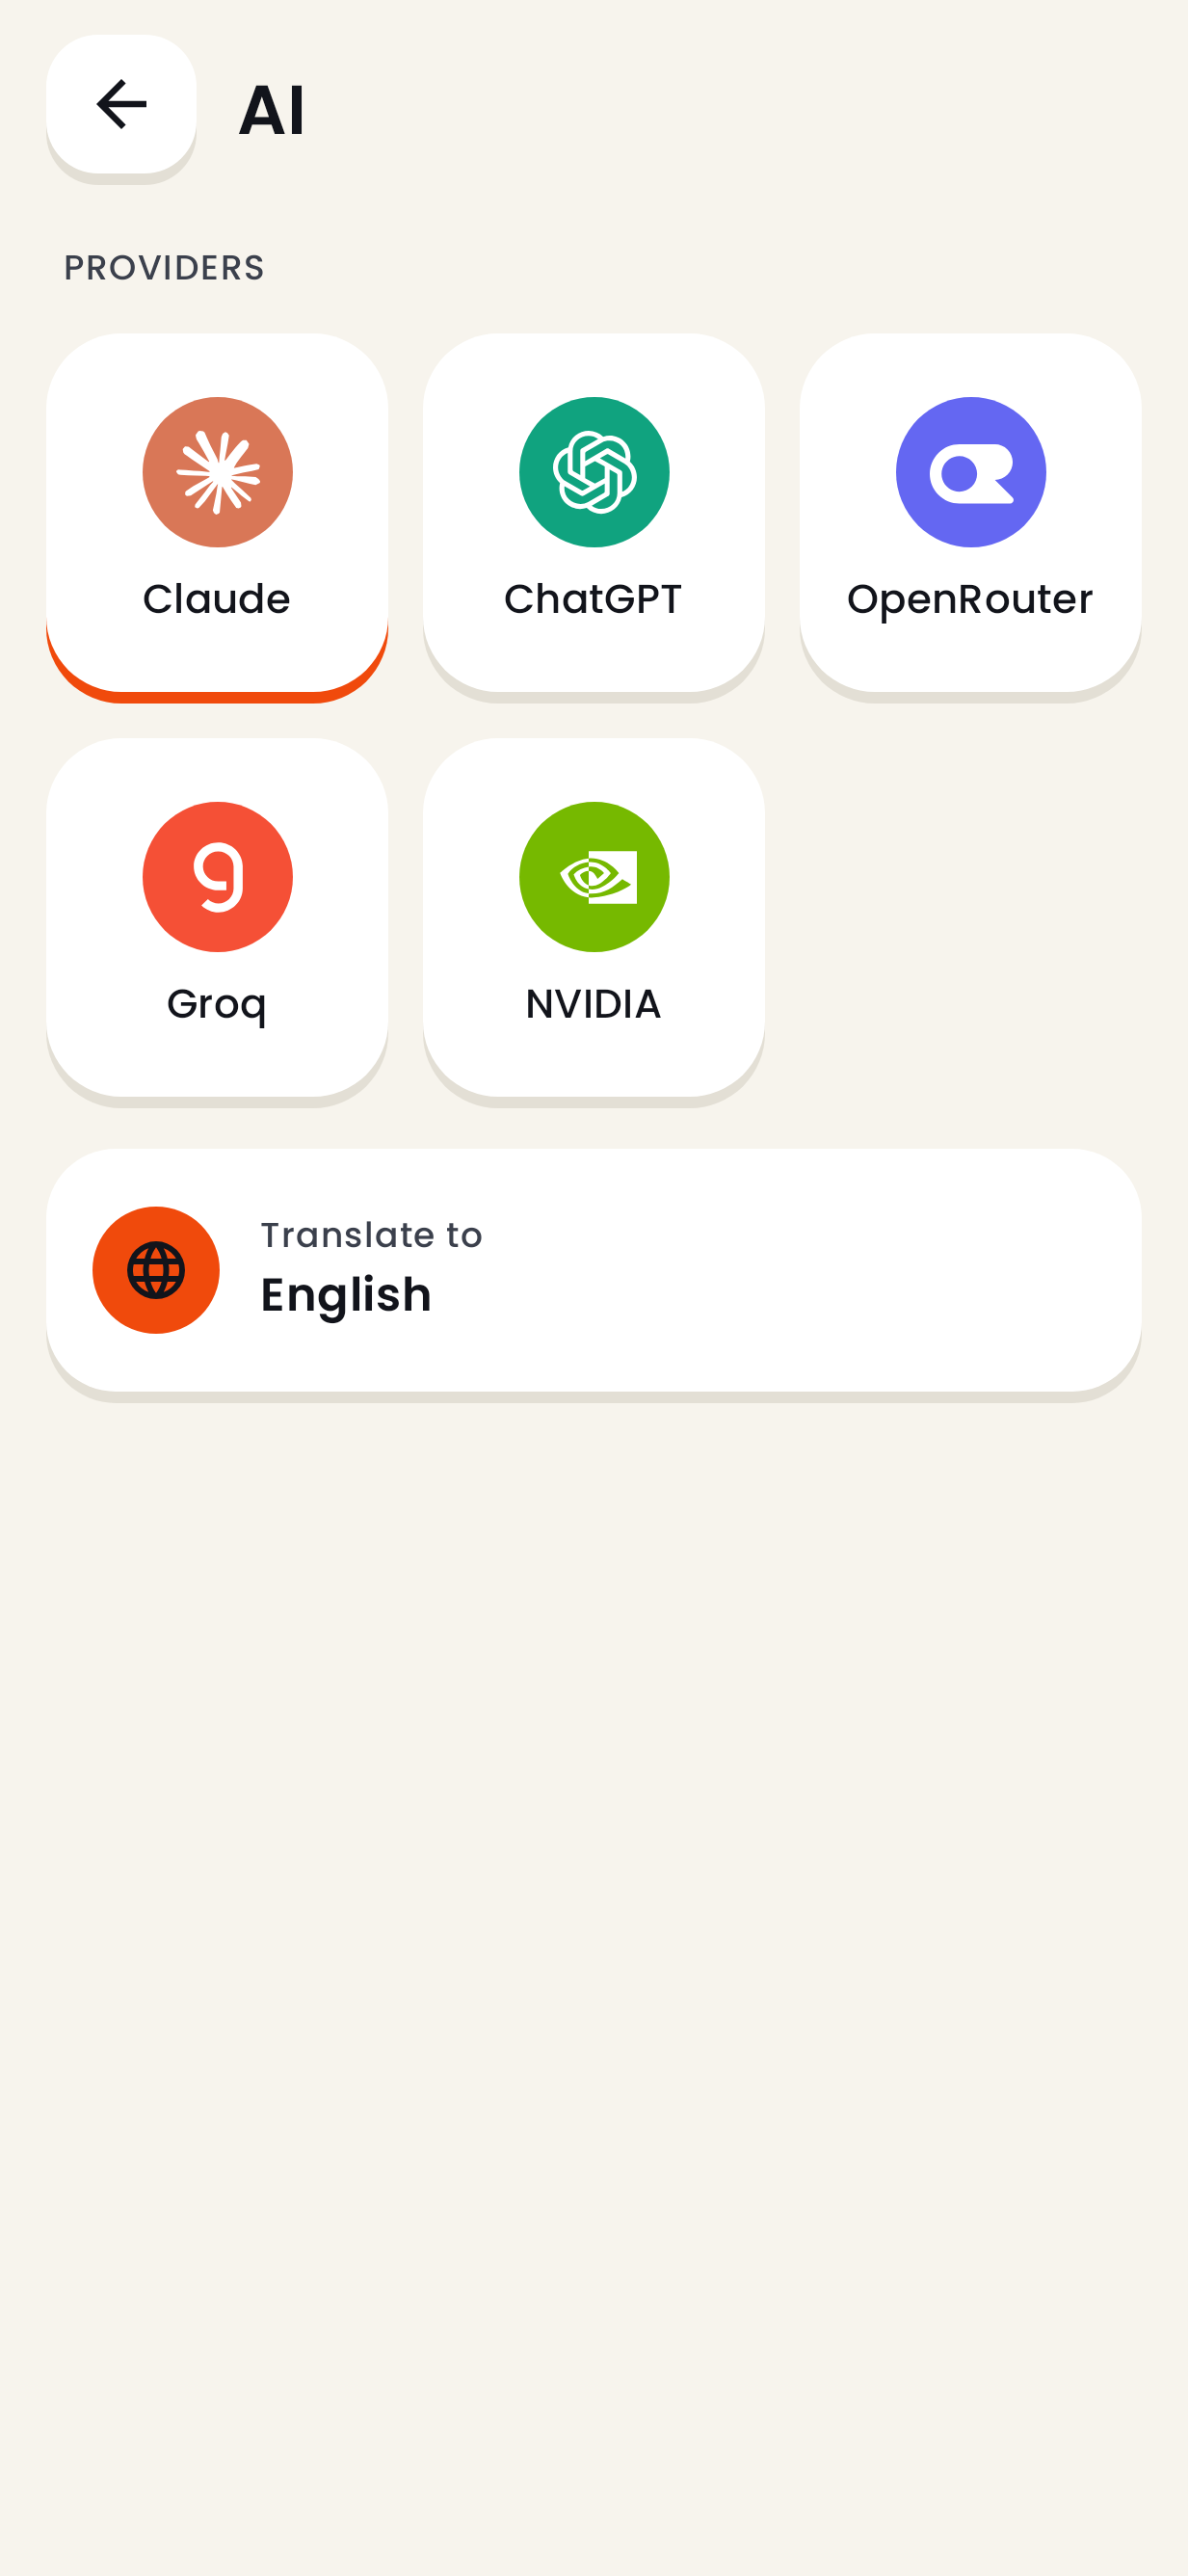 AI
PROVIDERS
Claude
ChatGPT
OpenRouter
Groq
NVIDIA
Translate to
English